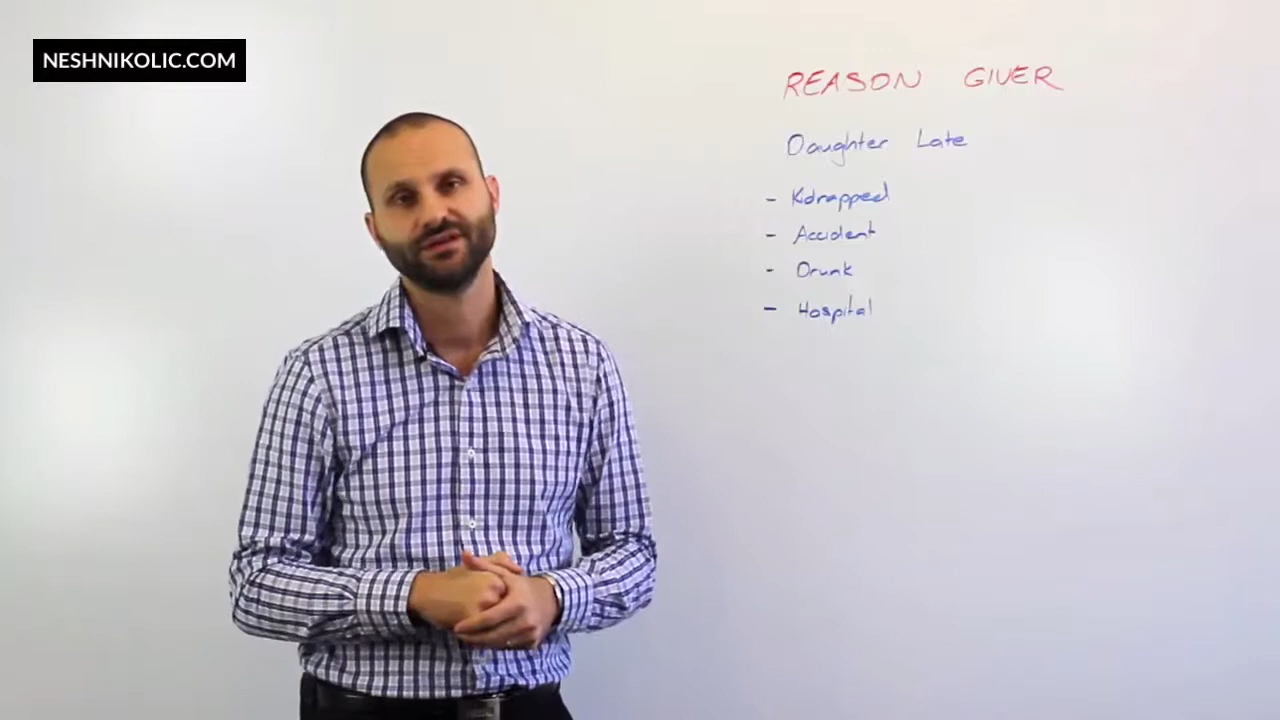 NESHNIKOLIC.COM
REASON GIVER
Daughter Late
- Kidnapped
- Accident
- Drunk
- Hospital